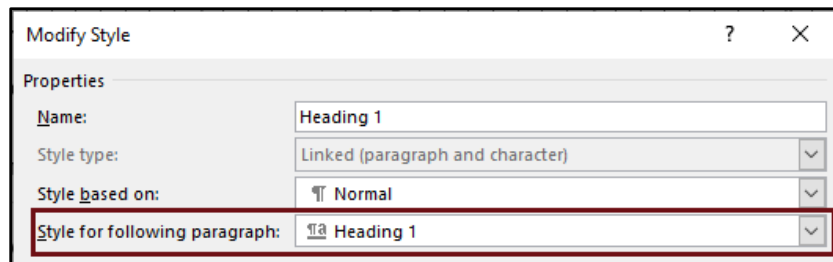 Modify Style ?
Properties
Name: Heading 1
Style type: Linked (paragraph and character)
Style based on: ¶ Normal
Style for following paragraph: ¶a Heading 1